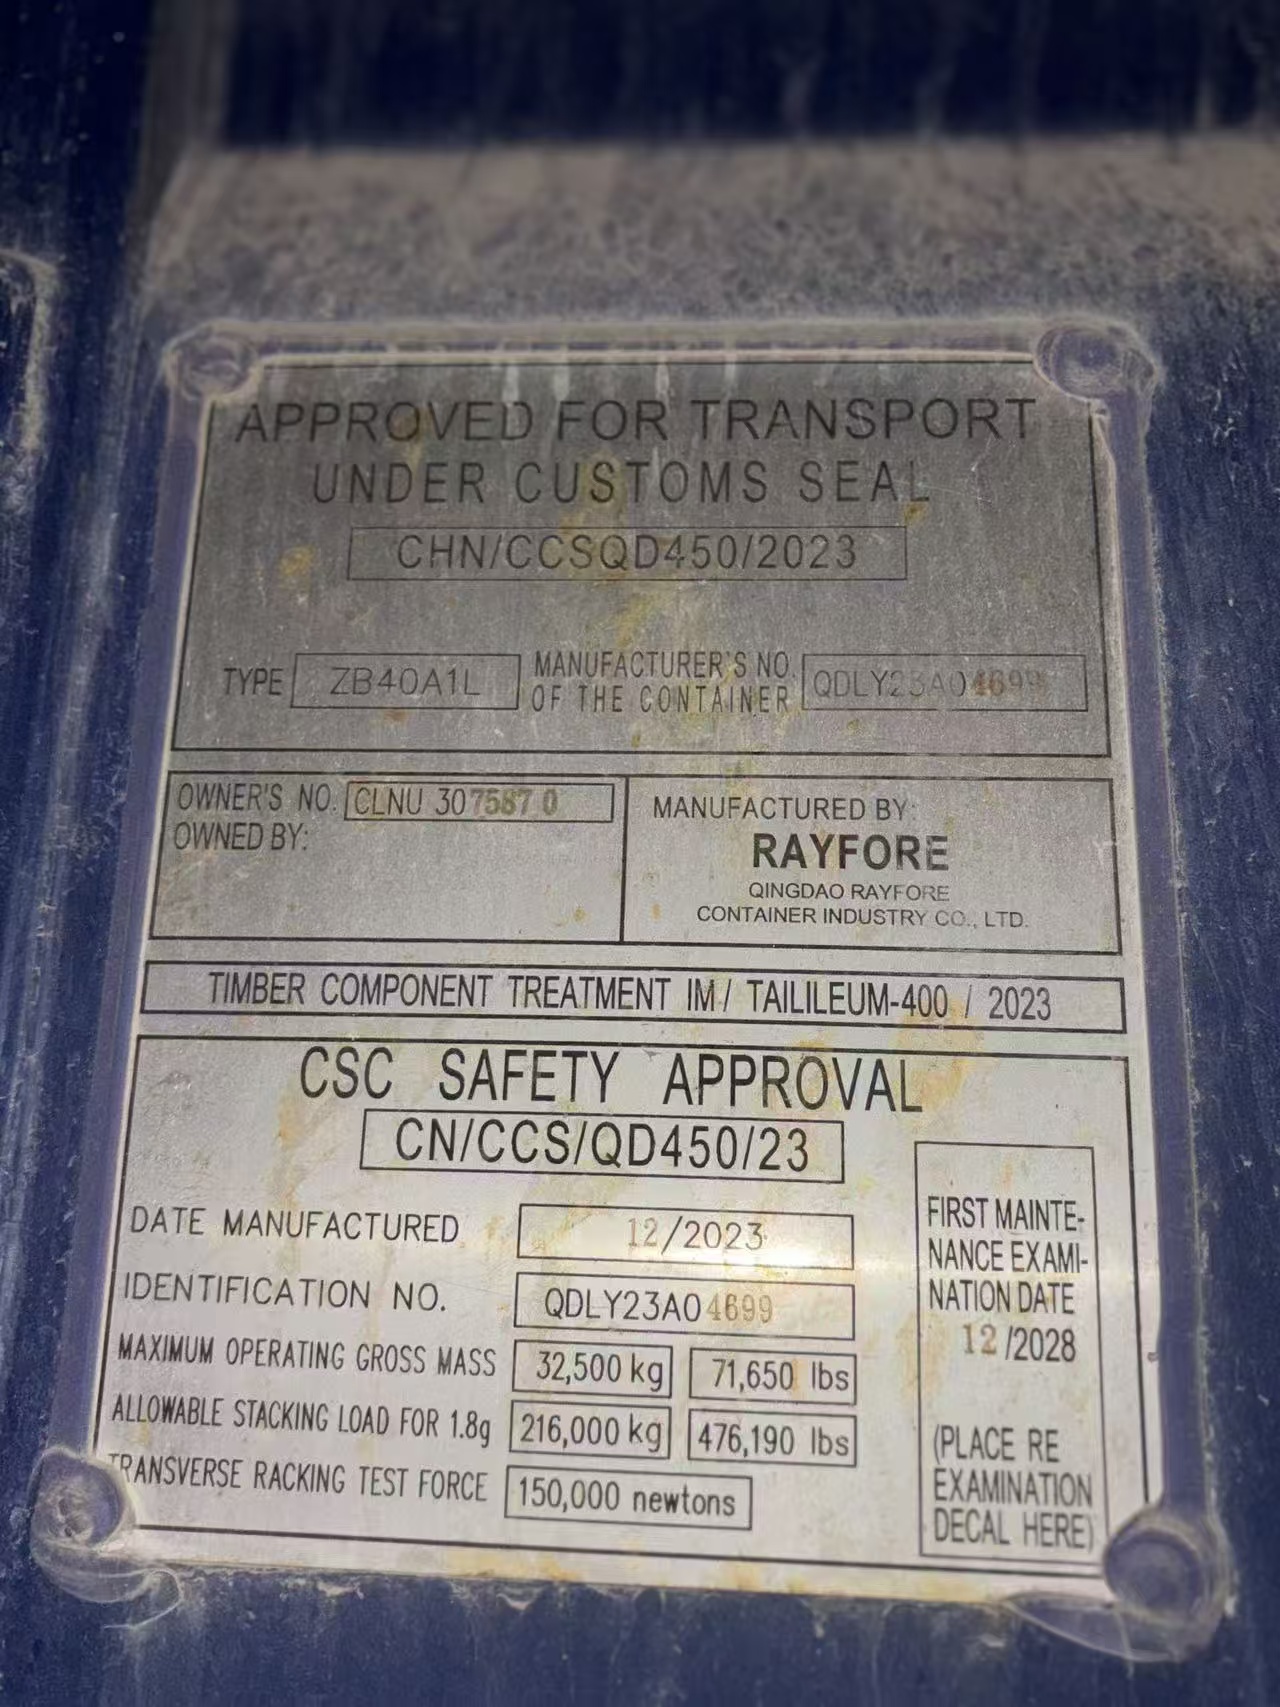 APPROVED FOR TRANSPORT
UNDER CUSTOMS SEAL
CHN/CCSQD450/2023
TYPE ZB40A1L MANUFACTURER'S NO. OF THE CONTAINER QDLY23A04699
OWNER'S NO. CLNU 307587 0
OWNED BY:
MANUFACTURED BY:
RAYFORE
QINGDAO RAYFORE
CONTAINER INDUSTRY CO., LTD.
TIMBER COMPONENT TREATMENT IM / TAILILEUM-400 / 2023
CSC SAFETY APPROVAL
CN/CCS/QD450/23
DATE MANUFACTURED 12/2023
IDENTIFICATION NO. QDLY23A04699
MAXIMUM OPERATING GROSS MASS 32,500 kg 71,650 lbs
ALLOWABLE STACKING LOAD FOR 1.8g 216,000 kg 476,190 lbs
TRANSVERSE RACKING TEST FORCE 150,000 newtons
FIRST MAINTE-
NANCE EXAMI-
NATION DATE
12 /2028
(PLACE RE
EXAMINATION
DECAL HERE)